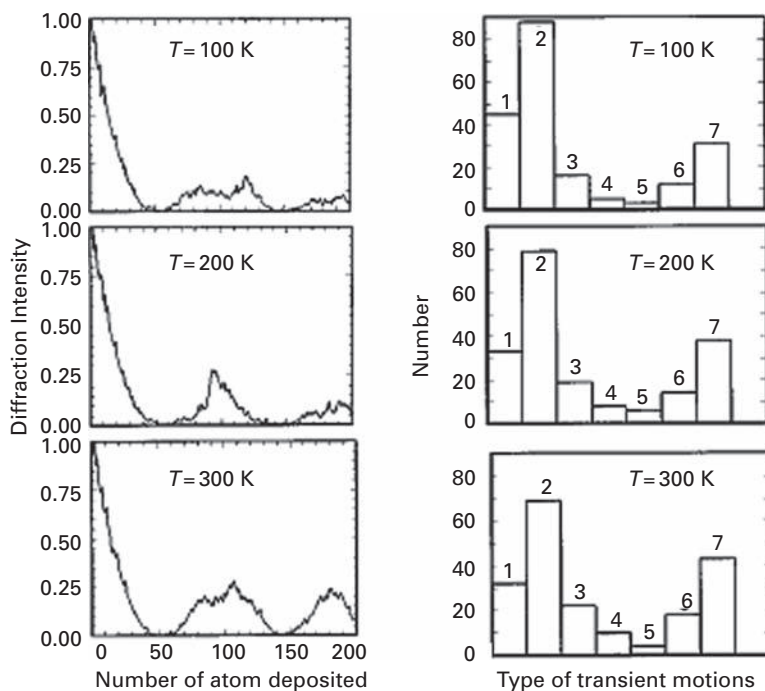 1.00
0.75
0.50
0.25
0.00
T = 100 K
1.00
0.75
0.50
0.25
0.00
T = 200 K
1.00
0.75
0.50
0.25
0.00
T = 300 K
0 50 100 150 200
Number of atom deposited
Diffraction Intensity
80
60
40
20
0
T = 100 K
1 2 3 4 5 6 7
80
60
40
20
0
T = 200 K
1 2 3 4 5 6 7
80
60
40
20
0
T = 300 K
1 2 3 4 5 6 7
Number
Type of transient motions